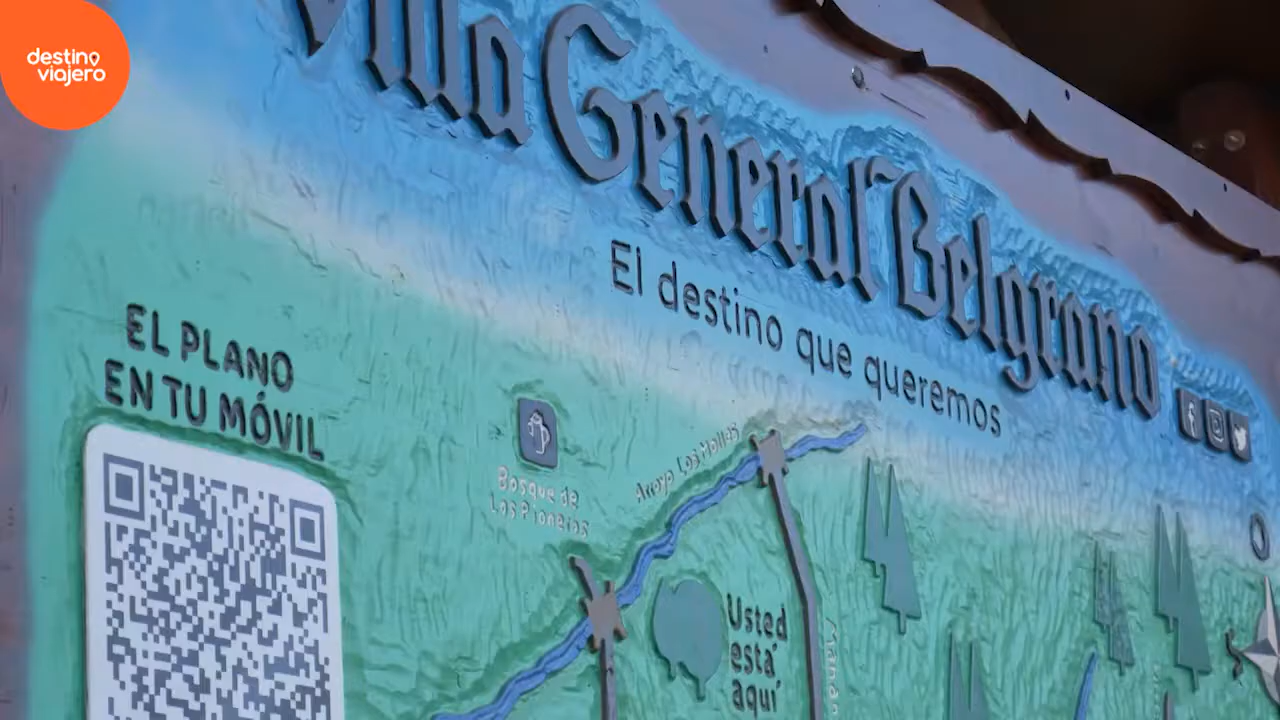 destino
viajero
Villa General Belgrano
El destino que queremos
EL PLANO
EN TU MÓVIL
Bosque de
Los Pioneros
Arroyo Los Molles
Usted
está
aquí